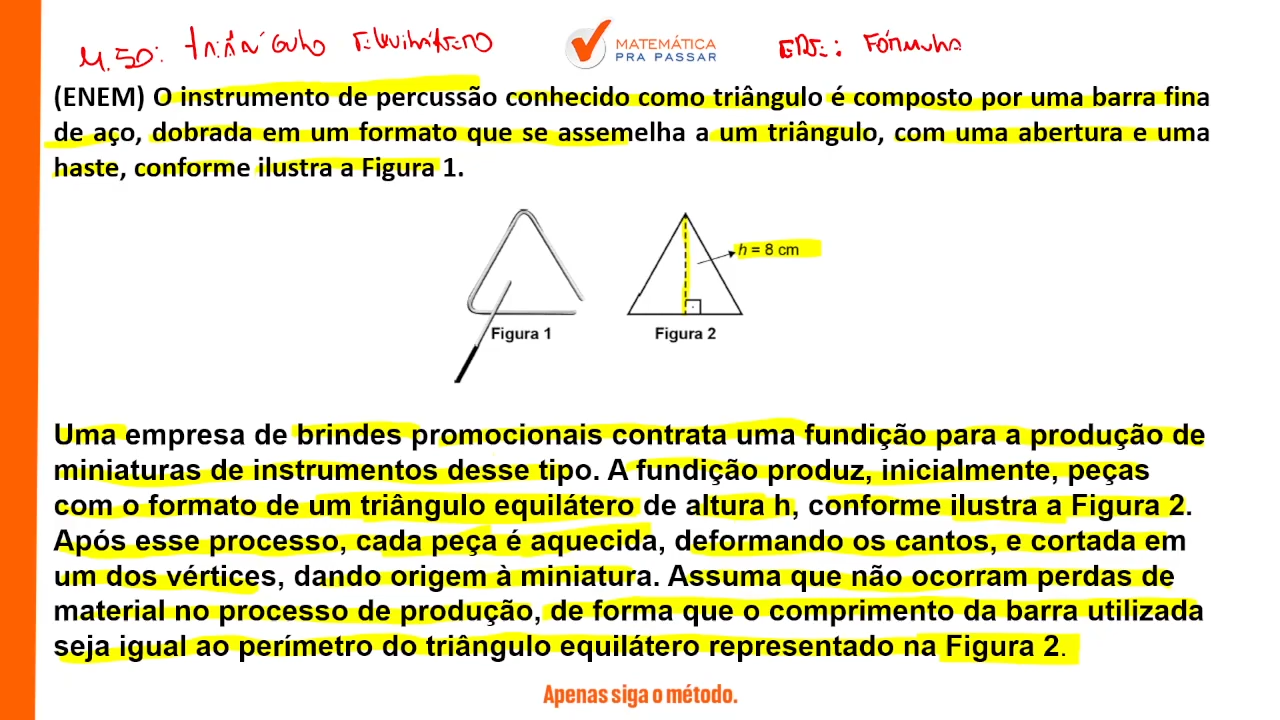 M.SD: triângulo Equilátero
MATEMÁTICA
PRA PASSAR
Fórmula
(ENEM) O instrumento de percussão conhecido como triângulo é composto por uma barra fina
de aço, dobrada em um formato que se assemelha a um triângulo, com uma abertura e uma
haste, conforme ilustra a Figura 1.
h = 8 cm
Figura 1
Figura 2
Uma empresa de brindes promocionais contrata uma fundição para a produção de
miniaturas de instrumentos desse tipo. A fundição produz, inicialmente, peças
com o formato de um triângulo equilátero de altura h, conforme ilustra a Figura 2.
Após esse processo, cada peça é aquecida, deformando os cantos, e cortada em
um dos vértices, dando origem à miniatura. Assuma que não ocorram perdas de
material no processo de produção, de forma que o comprimento da barra utilizada
seja igual ao perímetro do triângulo equilátero representado na Figura 2.
Apenas siga o método.